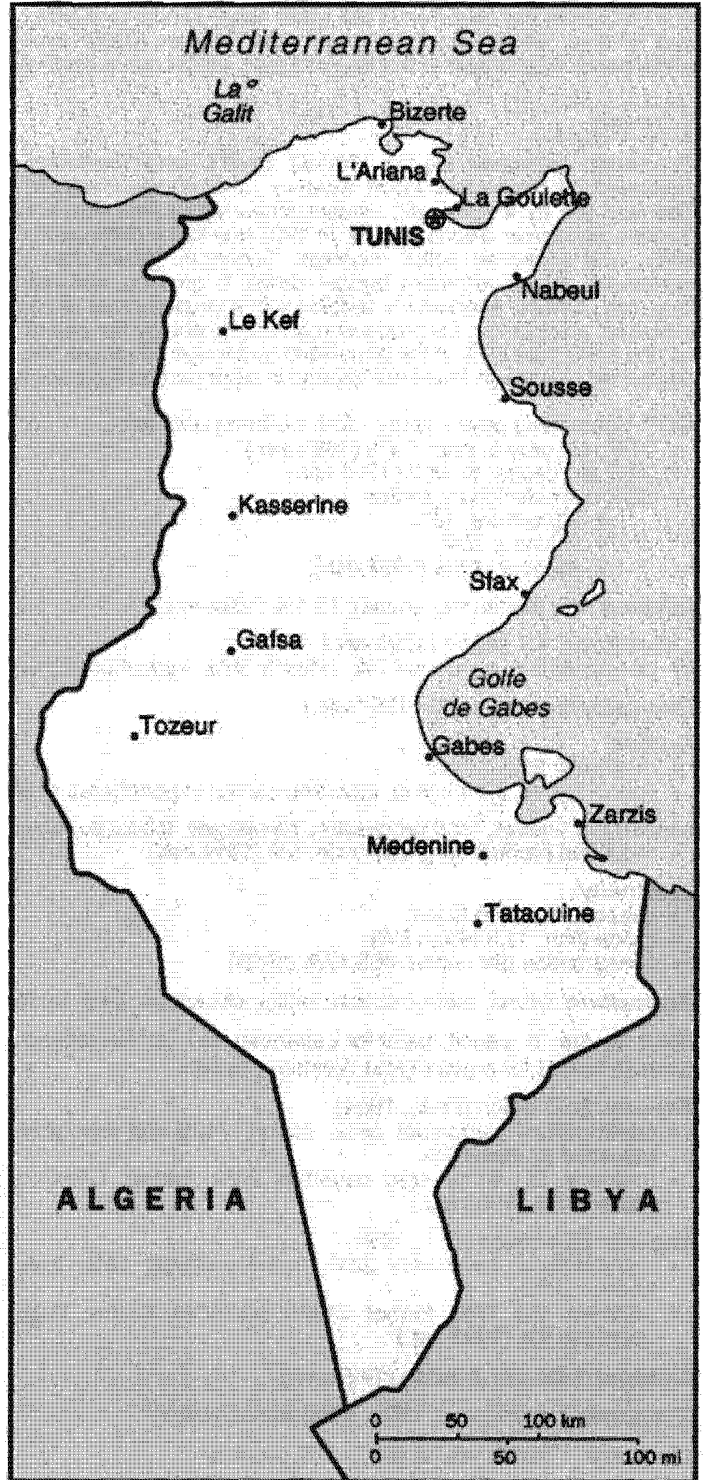 Mediterranean Sea
La
Galit
Bizerte
L'Ariana
La Goulette
TUNIS
Nabeul
Le Kef
Sousse
Kasserine
Sfax
Gafsa
Golfe
de Gabes
Tozeur
Gabes
Zarzis
Medenine
Tataouine
ALGERIA
LIBYA
0 50 100 km
0 50 100 mi